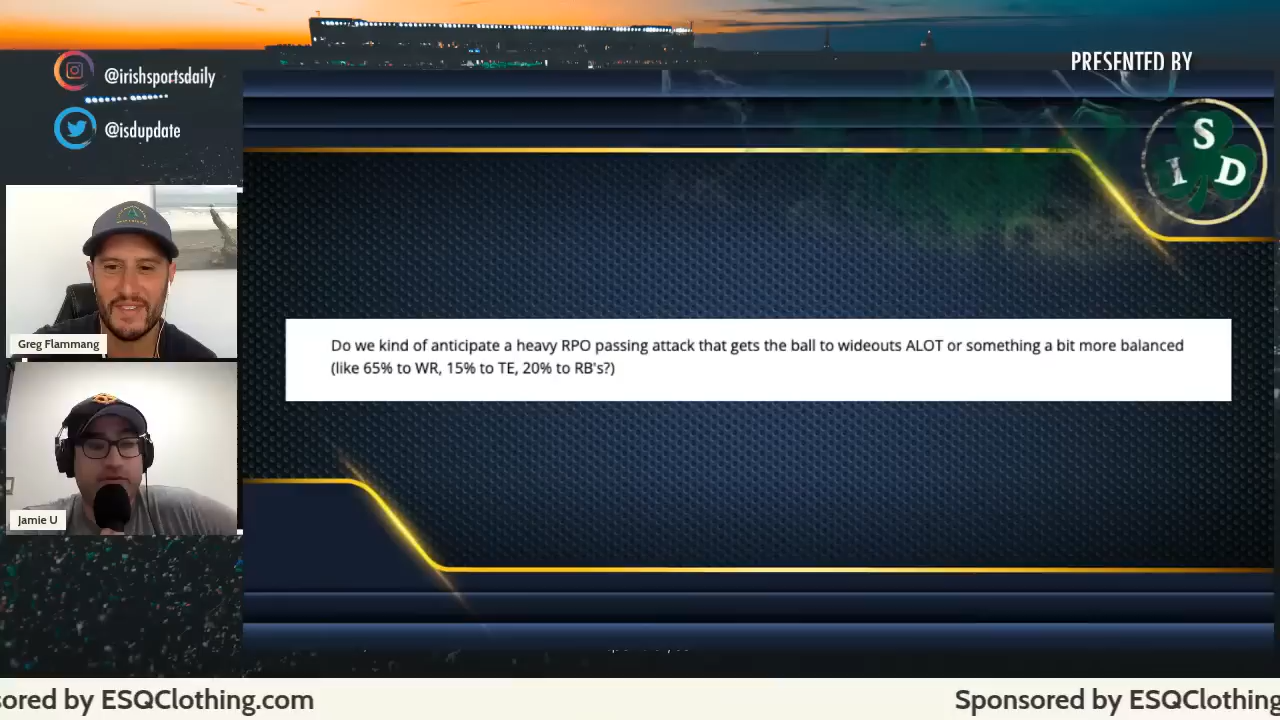 @irishsportsdaily
@isdupdate
PRESENTED BY
I S D
Greg Flammang
Jamie U
Do we kind of anticipate a heavy RPO passing attack that gets the ball to wideouts ALOT or something a bit more balanced
(like 65% to WR, 15% to TE, 20% to RB's?)
sored by ESQClothing.com
Sponsored by ESQClothing